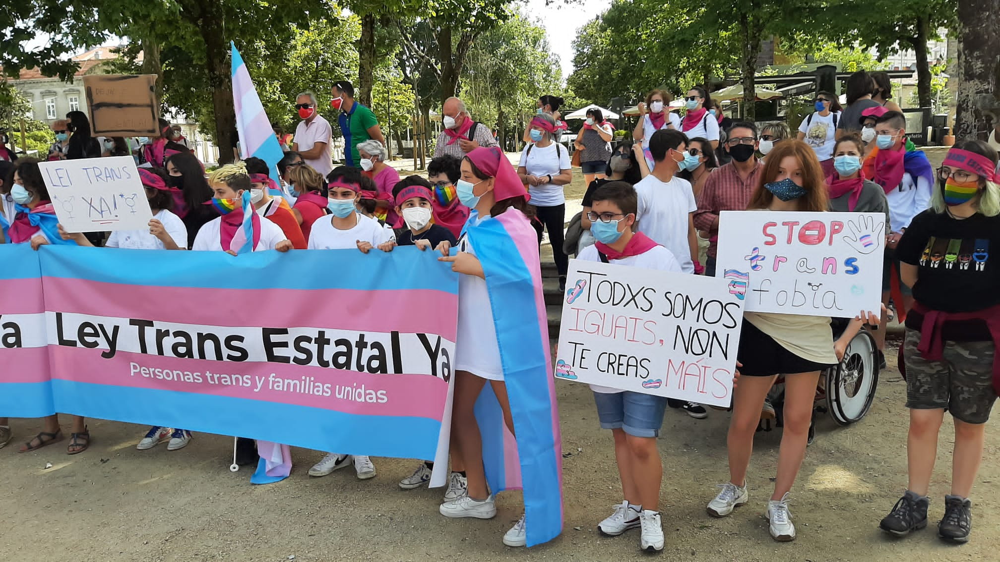 LEI TRANS
XA!
Ya
Ley Trans Estatal Ya
Personas trans y familias unidas
TODXS SOMOS
IGUAIS, NON
TE CREAS MÁIS
STOP
trans
fobia